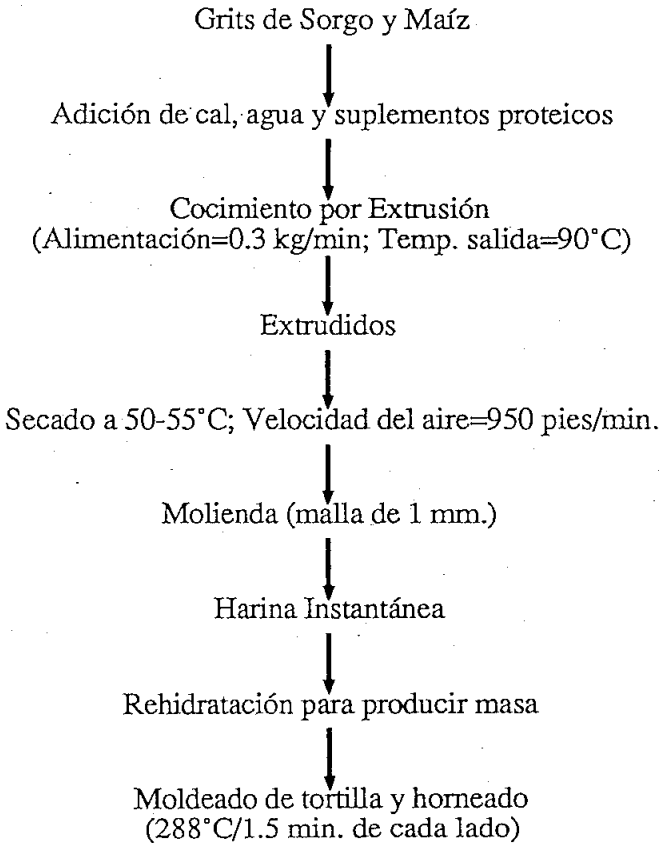 Grits de Sorgo y Maíz
Adición de cal, agua y suplementos proteicos
Cocimiento por Extrusión
(Alimentación=0.3 kg/min; Temp. salida=90°C)
Extrudidos
Secado a 50-55°C; Velocidad del aire=950 pies/min.
Molienda (malla de 1 mm.)
Harina Instantánea
Rehidratación para producir masa
Moldeado de tortilla y horneado
(288°C/1.5 min. de cada lado)